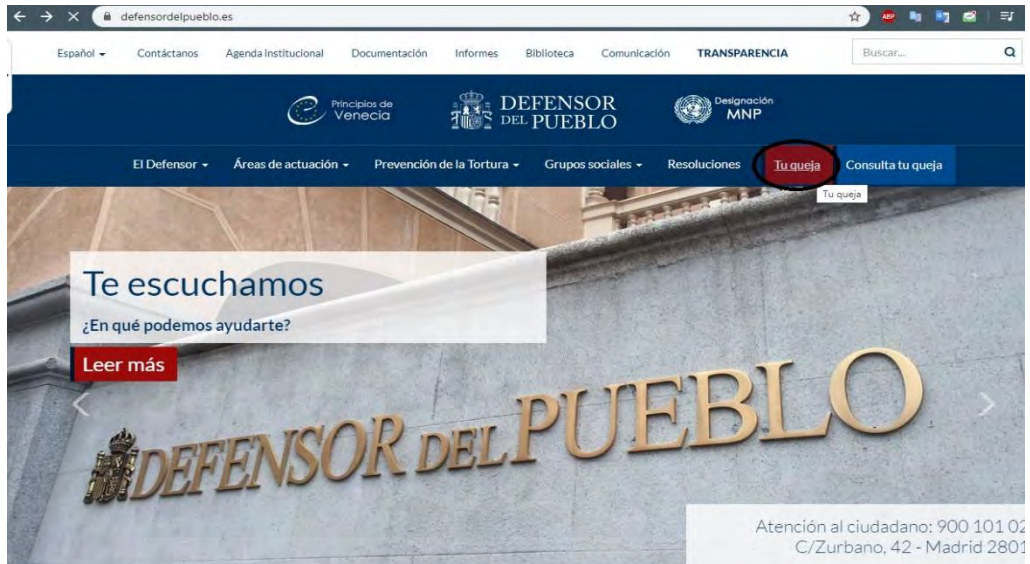 defensordelpueblo.es
Español Contáctanos Agenda Institucional Documentación Informes Biblioteca Comunicación TRANSPARENCIA Buscar...
Principios de
Venecia
DEFENSOR
DEL PUEBLO
Designación
MNP
El Defensor Áreas de actuación Prevención de la Tortura Grupos sociales Resoluciones Tu queja Consulta tu queja
Tu queja
Te escuchamos
¿En qué podemos ayudarte?
Leer más
DEFENSOR DEL PUEBLO
Atención al ciudadano: 900 101 02
C/Zurbano, 42 - Madrid 2801
ABP